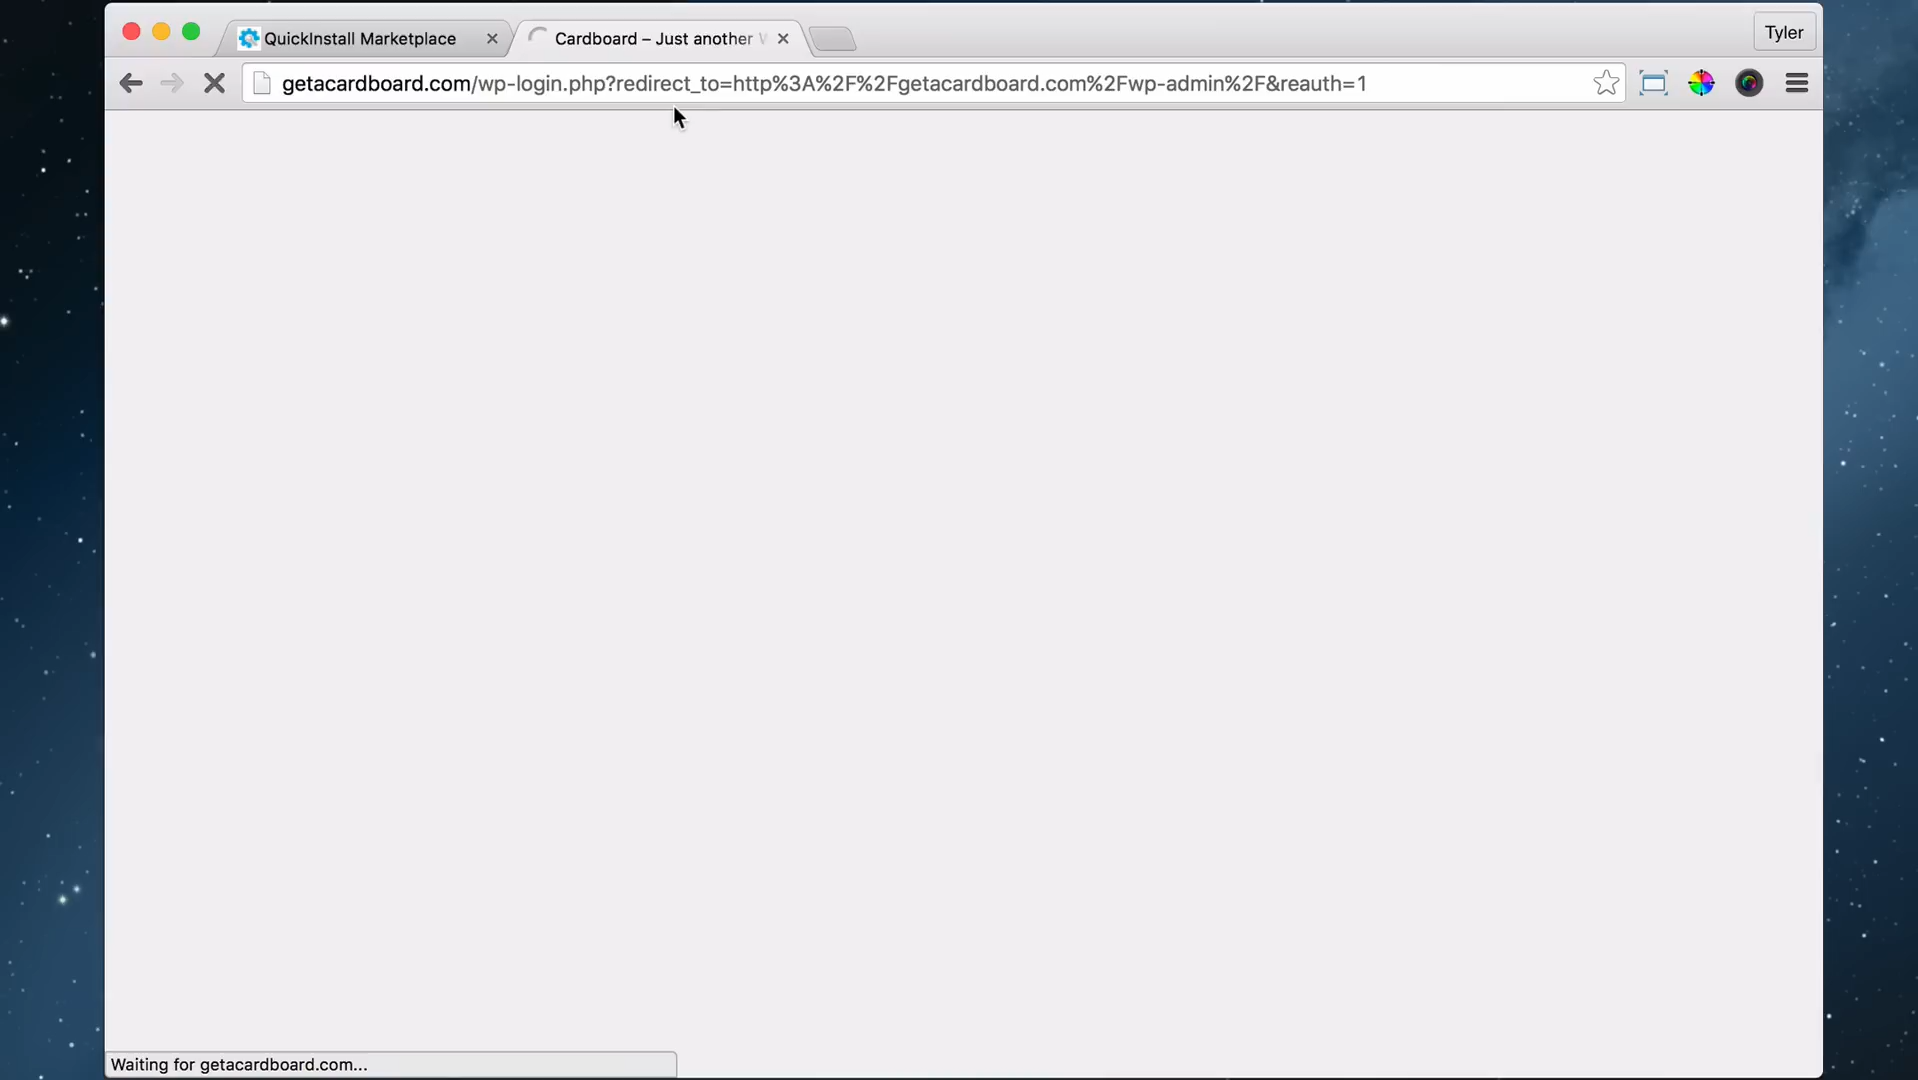 QuickInstall Marketplace
Cardboard – Just another
Tyler
getacardboard.com/wp-login.php?redirect_to=http%3A%2F%2Fgetacardboard.com%2Fwp-admin%2F&reauth=1
Waiting for getacardboard.com...